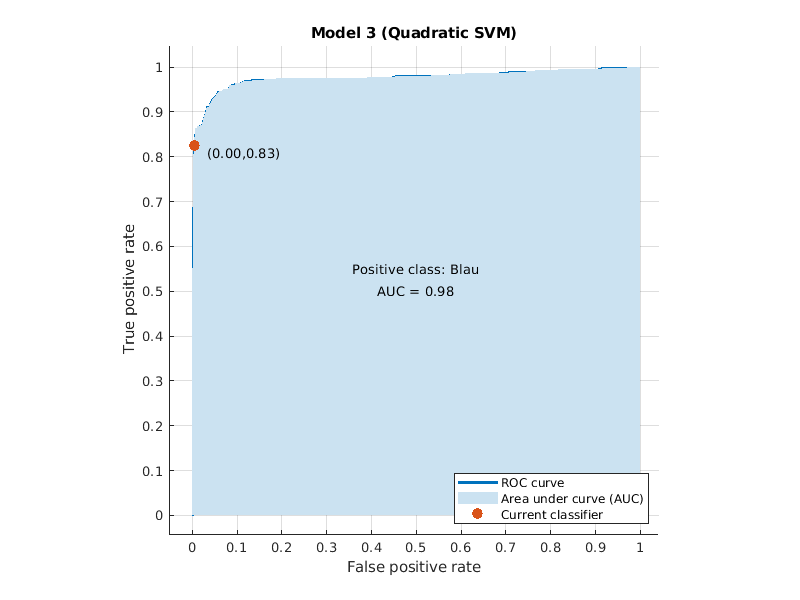 Model 3 (Quadratic SVM)
1
0.9
0.8
0.7
0.6
0.5
0.4
0.3
0.2
0.1
0
True positive rate
(0.00,0.83)
Positive class: Blau
AUC = 0.98
ROC curve
Area under curve (AUC)
Current classifier
0 0.1 0.2 0.3 0.4 0.5 0.6 0.7 0.8 0.9 1
False positive rate